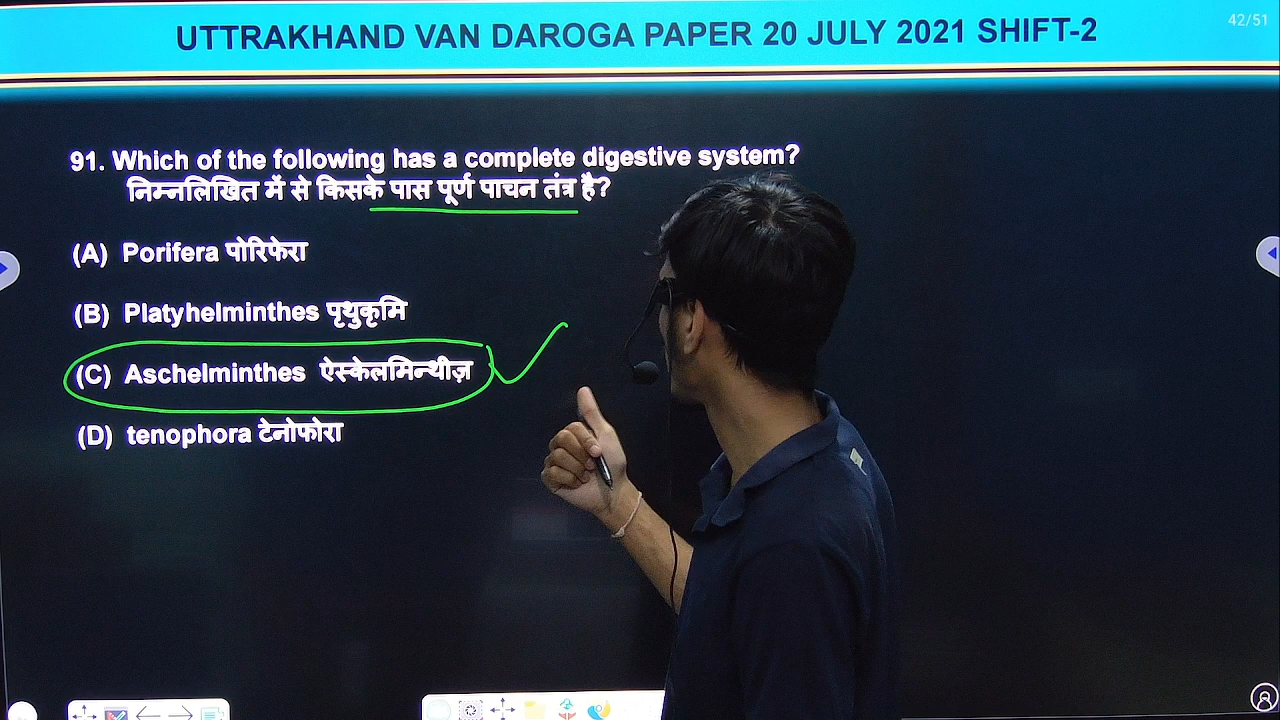 UTTRAKHAND VAN DAROGA PAPER 20 JULY 2021 SHIFT-2
42/51
91. Which of the following has a complete digestive system?
निम्नलिखित में से किसके पास पूर्ण पाचन तंत्र है?
(A) Porifera पोरिफेरा
(B) Platyhelminthes पृथुकृमि
(C) Aschelminthes ऐस्केलमिन्थीज़
(D) tenophora टेनोफोरा